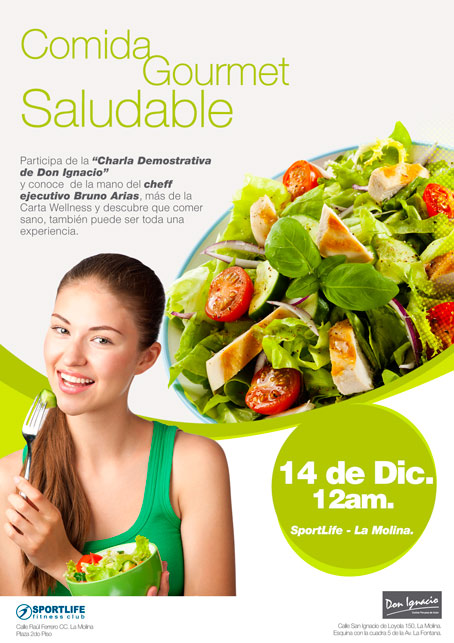 Comida
Gourmet
Saludable
Participa de la “Charla Demostrativa
de Don Ignacio”
y conoce de la mano del cheff
ejecutivo Bruno Arias, más de la
Carta Wellness y descubre que comer
sano, también puede ser toda una
experiencia.
14 de Dic.
12am.
SportLife - La Molina.
SPORTLIFE
fitness club
Calle Raúl Ferrero CC. La Molina
Plaza 2do Piso
Don Ignacio
Calle San Ignacio de Loyola 150, La Molina.
Esquina con la cuadra 5 de la Av. La Fontana.